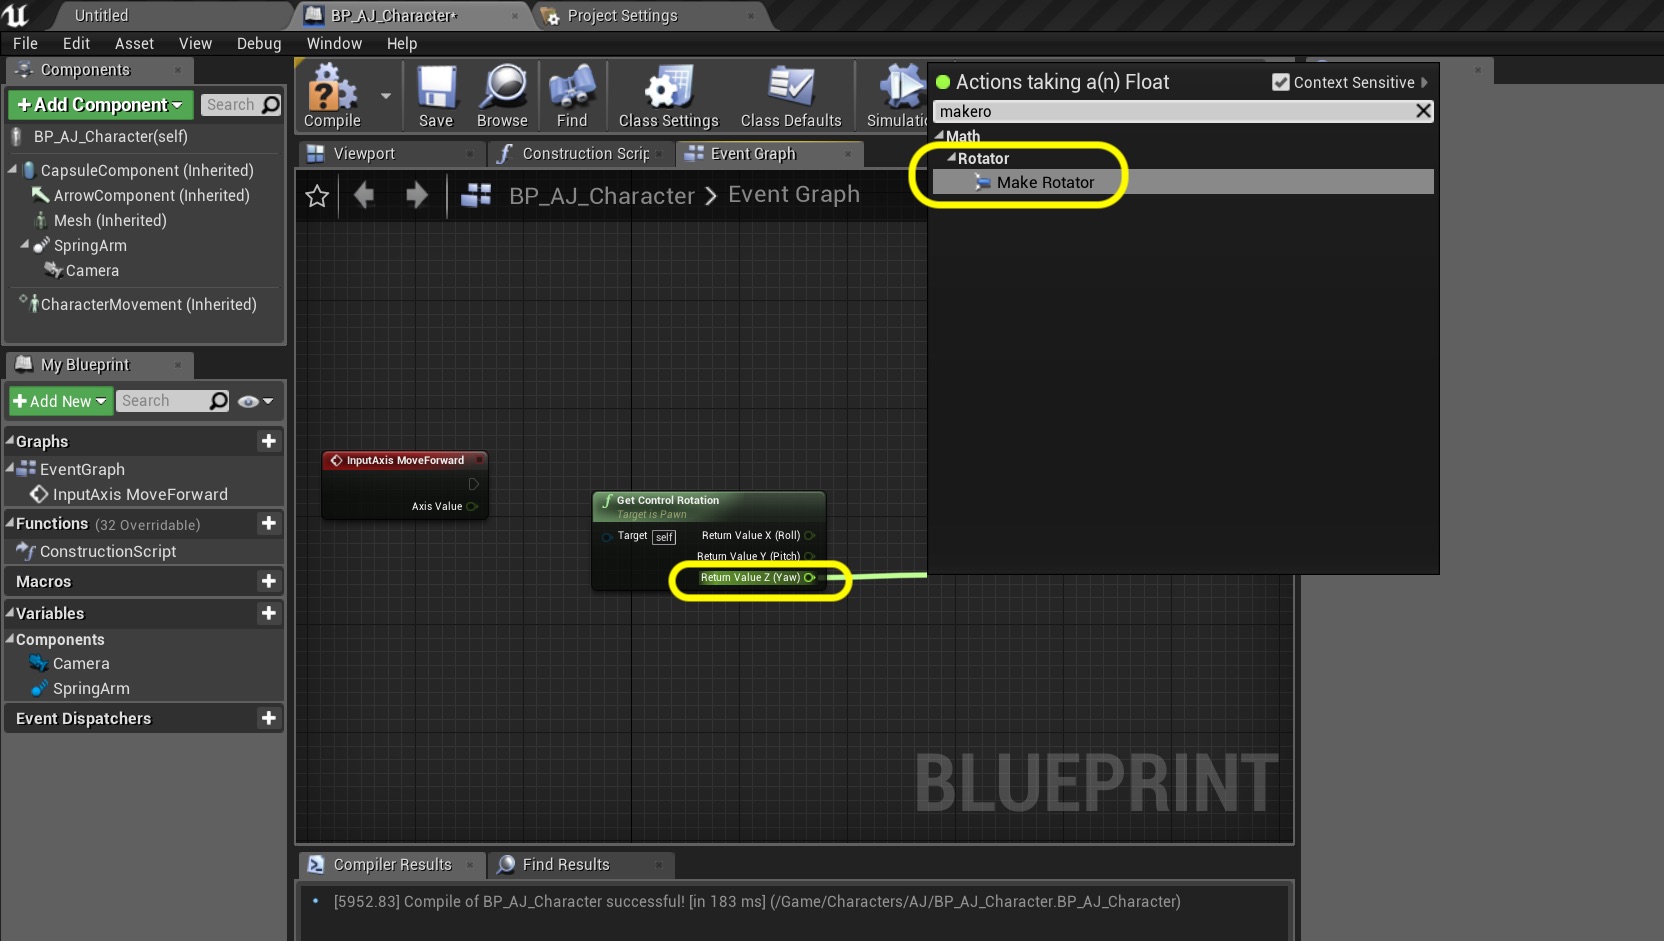 Untitled
BP_AJ_Character*
Project Settings
File Edit Asset View Debug Window Help
Components
+Add Component
Search
BP_AJ_Character(self)
CapsuleComponent (Inherited)
ArrowComponent (Inherited)
Mesh (Inherited)
SpringArm
Camera
CharacterMovement (Inherited)
My Blueprint
+Add New
Search
Graphs
EventGraph
InputAxis MoveForward
Functions (32 Overridable)
ConstructionScript
Macros
Variables
Components
Camera
SpringArm
Event Dispatchers
Compile
Save
Browse
Find
Class Settings
Class Defaults
Simulatio
Viewport
Construction Scrip
Event Graph
BP_AJ_Character > Event Graph
InputAxis MoveForward
Axis Value
Get Control Rotation
Target is Pawn
Target self
Return Value X (Roll)
Return Value Y (Pitch)
Return Value Z (Yaw)
Actions taking a(n) Float
Context Sensitive
makero
Math
Rotator
Make Rotator
BLUEPRINT
Compiler Results
Find Results
[5952.83] Compile of BP_AJ_Character successful! [in 183 ms] (/Game/Characters/AJ/BP_AJ_Character.BP_AJ_Character)